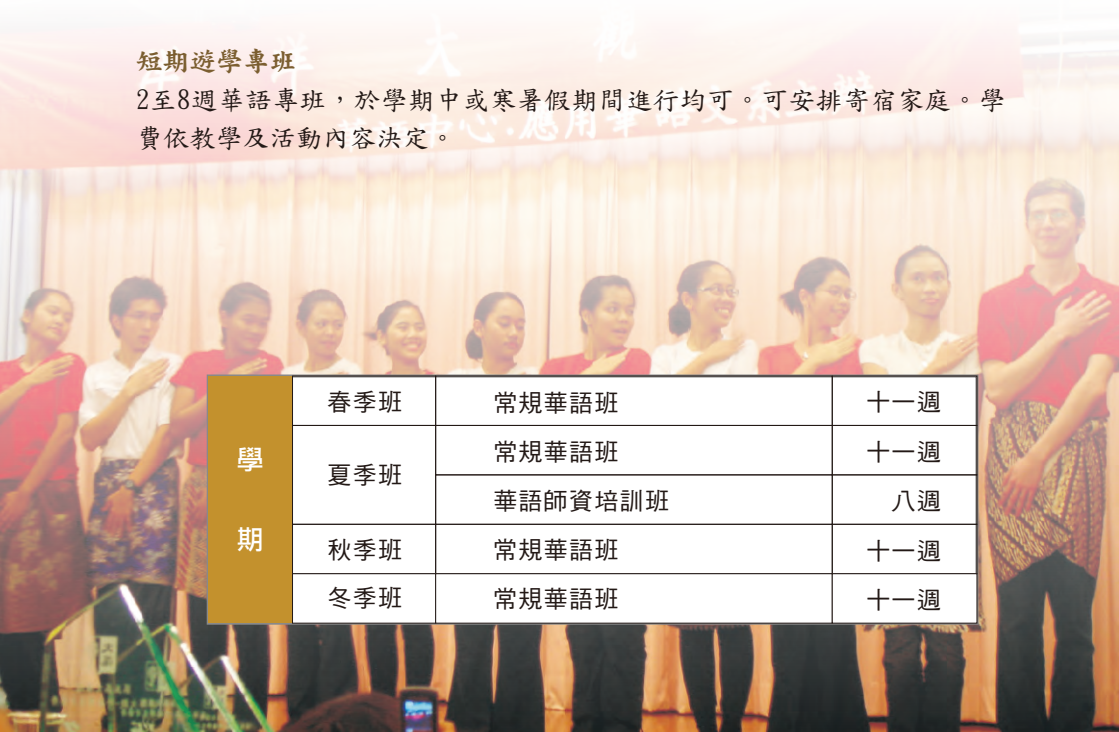 短期遊學專班
2至8週華語專班，於學期中或寒暑假期間進行均可。可安排寄宿家庭。學
費依教學及活動內容決定。
學期
春季班 常規華語班 十一週
夏季班 常規華語班 十一週
華語師資培訓班 八週
秋季班 常規華語班 十一週
冬季班 常規華語班 十一週